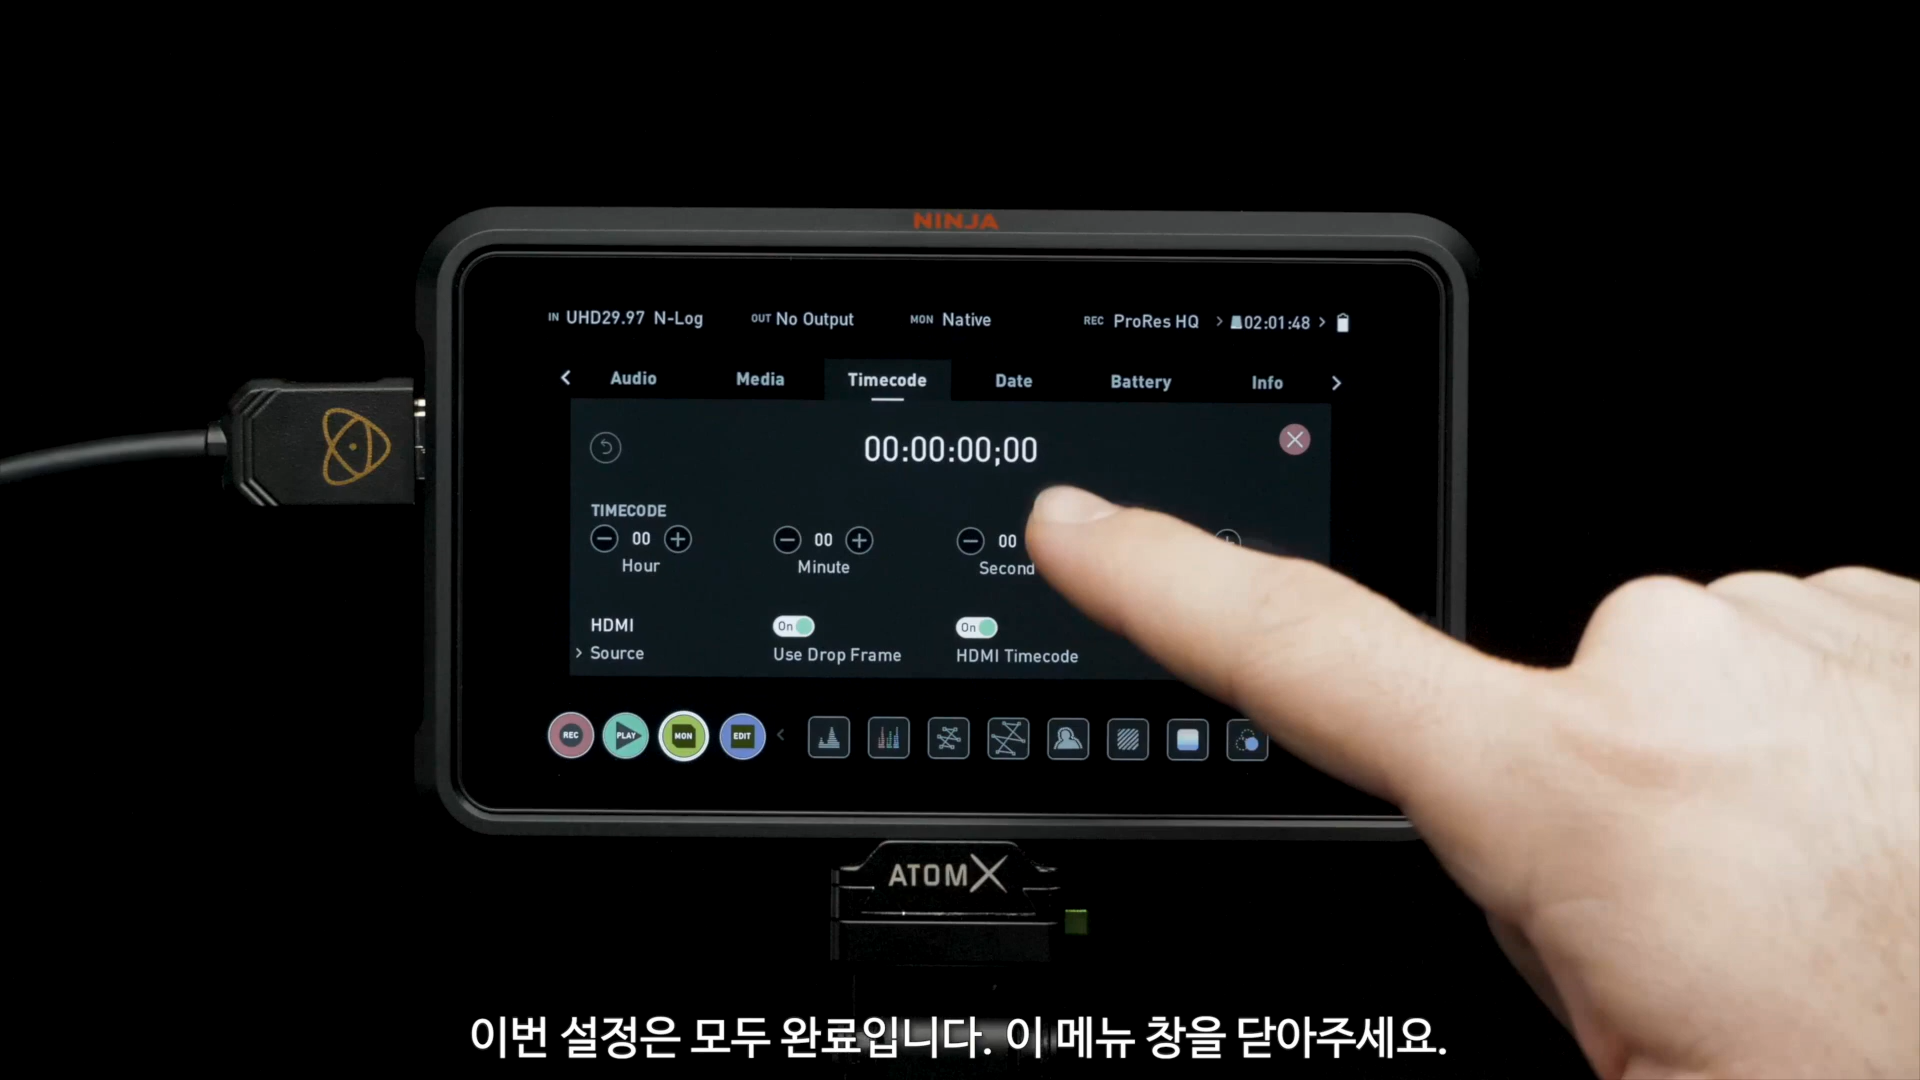 NINJA
IN UHD29.97 N-Log OUT No Output MON Native REC ProRes HQ > 02:01:48 >
< Audio Media Timecode Date Battery Info >
00:00:00;00
TIMECODE
− 00 + − 00 + − 00 +
Hour Minute Second
HDMI On On
> Source Use Drop Frame HDMI Timecode
REC PLAY MON EDIT <
ATOMX
이번 설정은 모두 완료입니다. 이 메뉴 창을 닫아주세요.